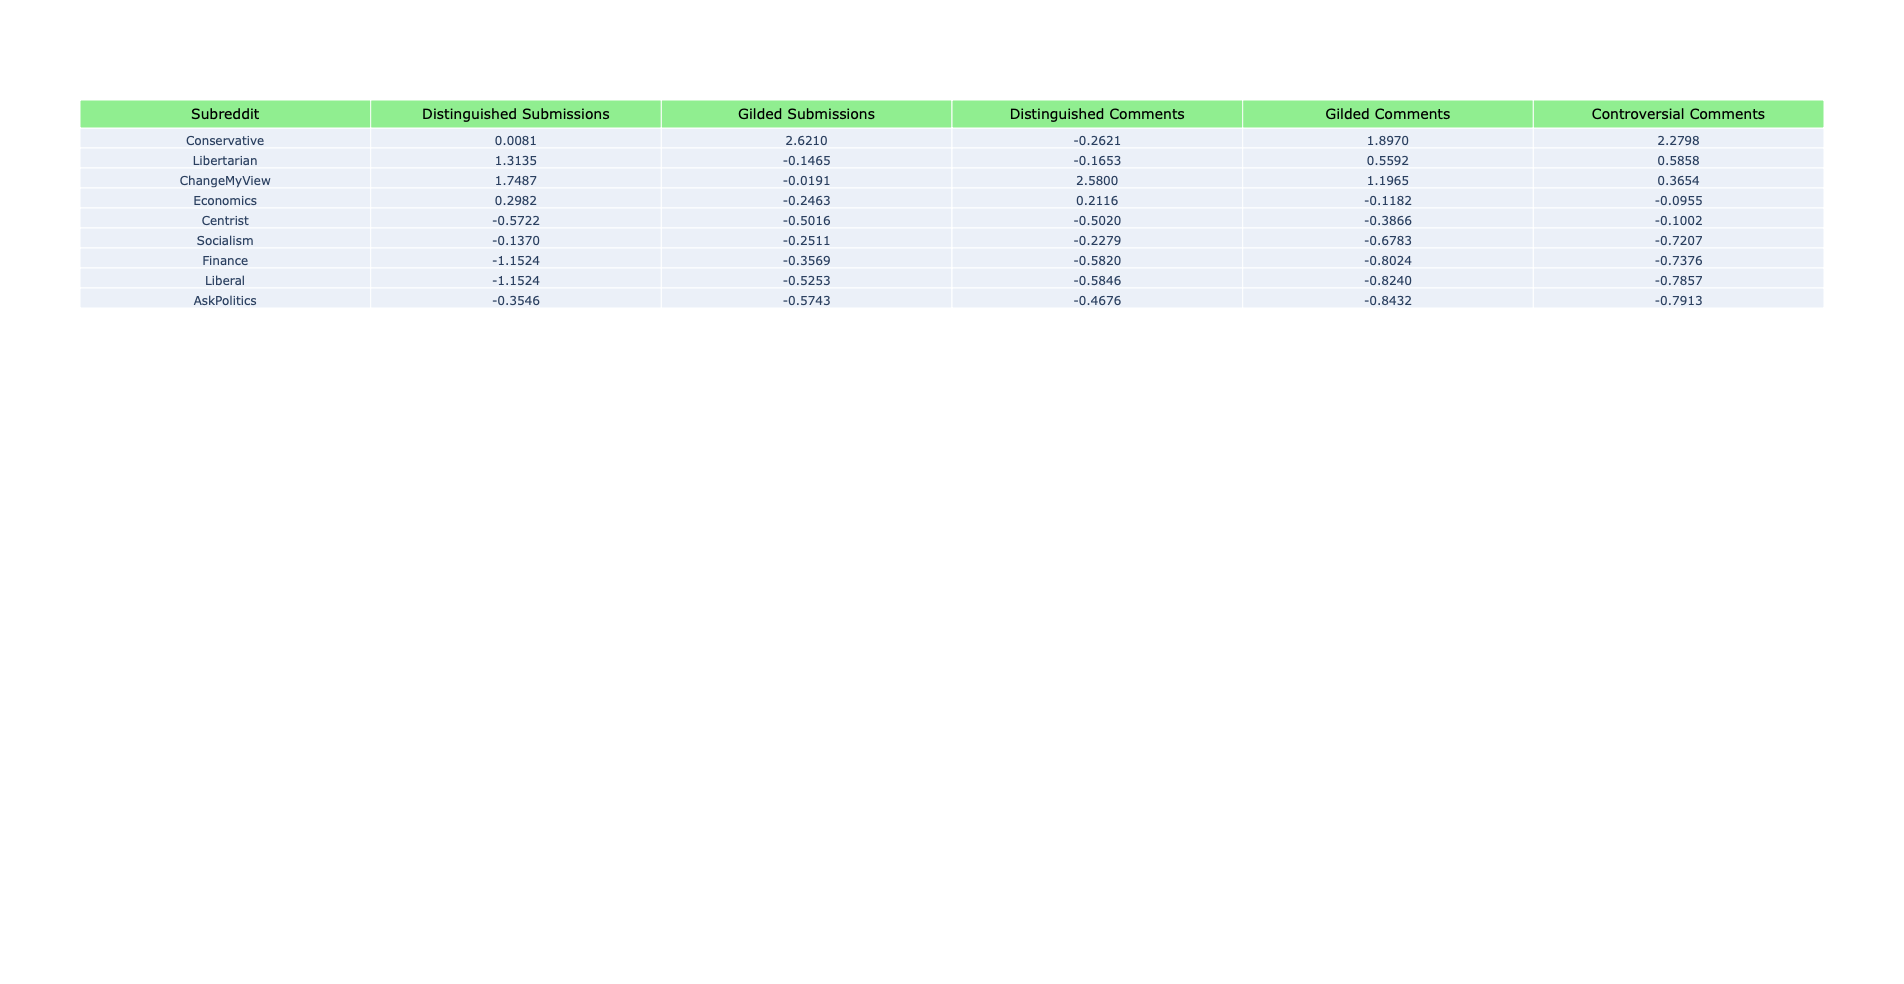 Subreddit Distinguished Submissions Gilded Submissions Distinguished Comments Gilded Comments Controversial Comments
Conservative 0.0081 2.6210 -0.2621 1.8970 2.2798
Libertarian 1.3135 -0.1465 -0.1653 0.5592 0.5858
ChangeMyView 1.7487 -0.0191 2.5800 1.1965 0.3654
Economics 0.2982 -0.2463 0.2116 -0.1182 -0.0955
Centrist -0.5722 -0.5016 -0.5020 -0.3866 -0.1002
Socialism -0.1370 -0.2511 -0.2279 -0.6783 -0.7207
Finance -1.1524 -0.3569 -0.5820 -0.8024 -0.7376
Liberal -1.1524 -0.5253 -0.5846 -0.8240 -0.7857
AskPolitics -0.3546 -0.5743 -0.4676 -0.8432 -0.7913